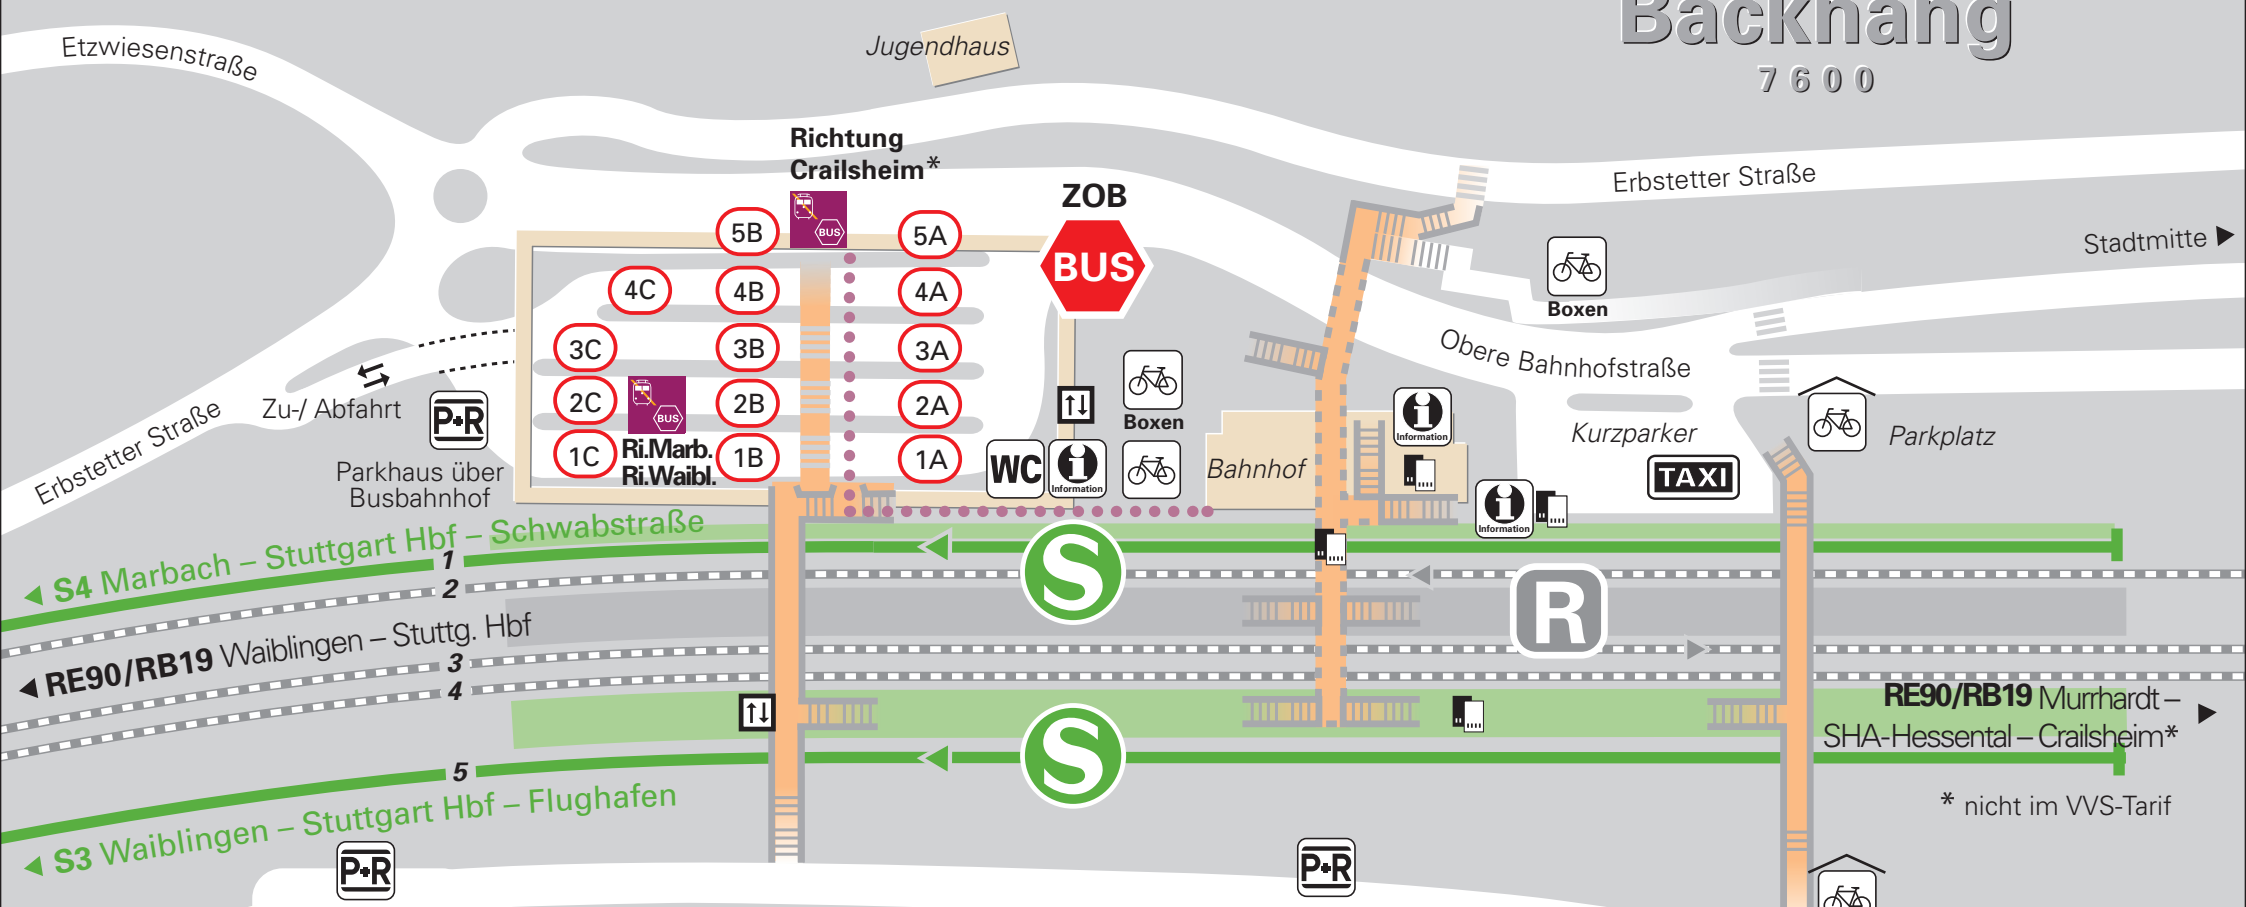 Backnang
7600
Etzwiesenstraße
Jugendhaus
Richtung
Crailsheim*
ZOB
BUS
BUS
5B
5A
4C
4B
4A
3C
3B
3A
2C
BUS
2B
2A
1C
Ri.Marb.
Ri.Waibl.
1B
1A
Erbstetter Straße
Stadtmitte
Boxen
Obere Bahnhofstraße
Zu-/ Abfahrt
P+R
Parkhaus über
Busbahnhof
Erbstetter Straße
Boxen
WC
i
Information
Bahnhof
i
Information
i
Information
Kurzparker
TAXI
Parkplatz
S4 Marbach – Stuttgart Hbf – Schwabstraße
1
2
S
R
RE90/RB19 Waiblingen – Stuttg. Hbf
3
4
RE90/RB19 Murrhardt –
SHA-Hessental – Crailsheim*
S
5
S3 Waiblingen – Stuttgart Hbf – Flughafen
* nicht im VVS-Tarif
P+R
P+R